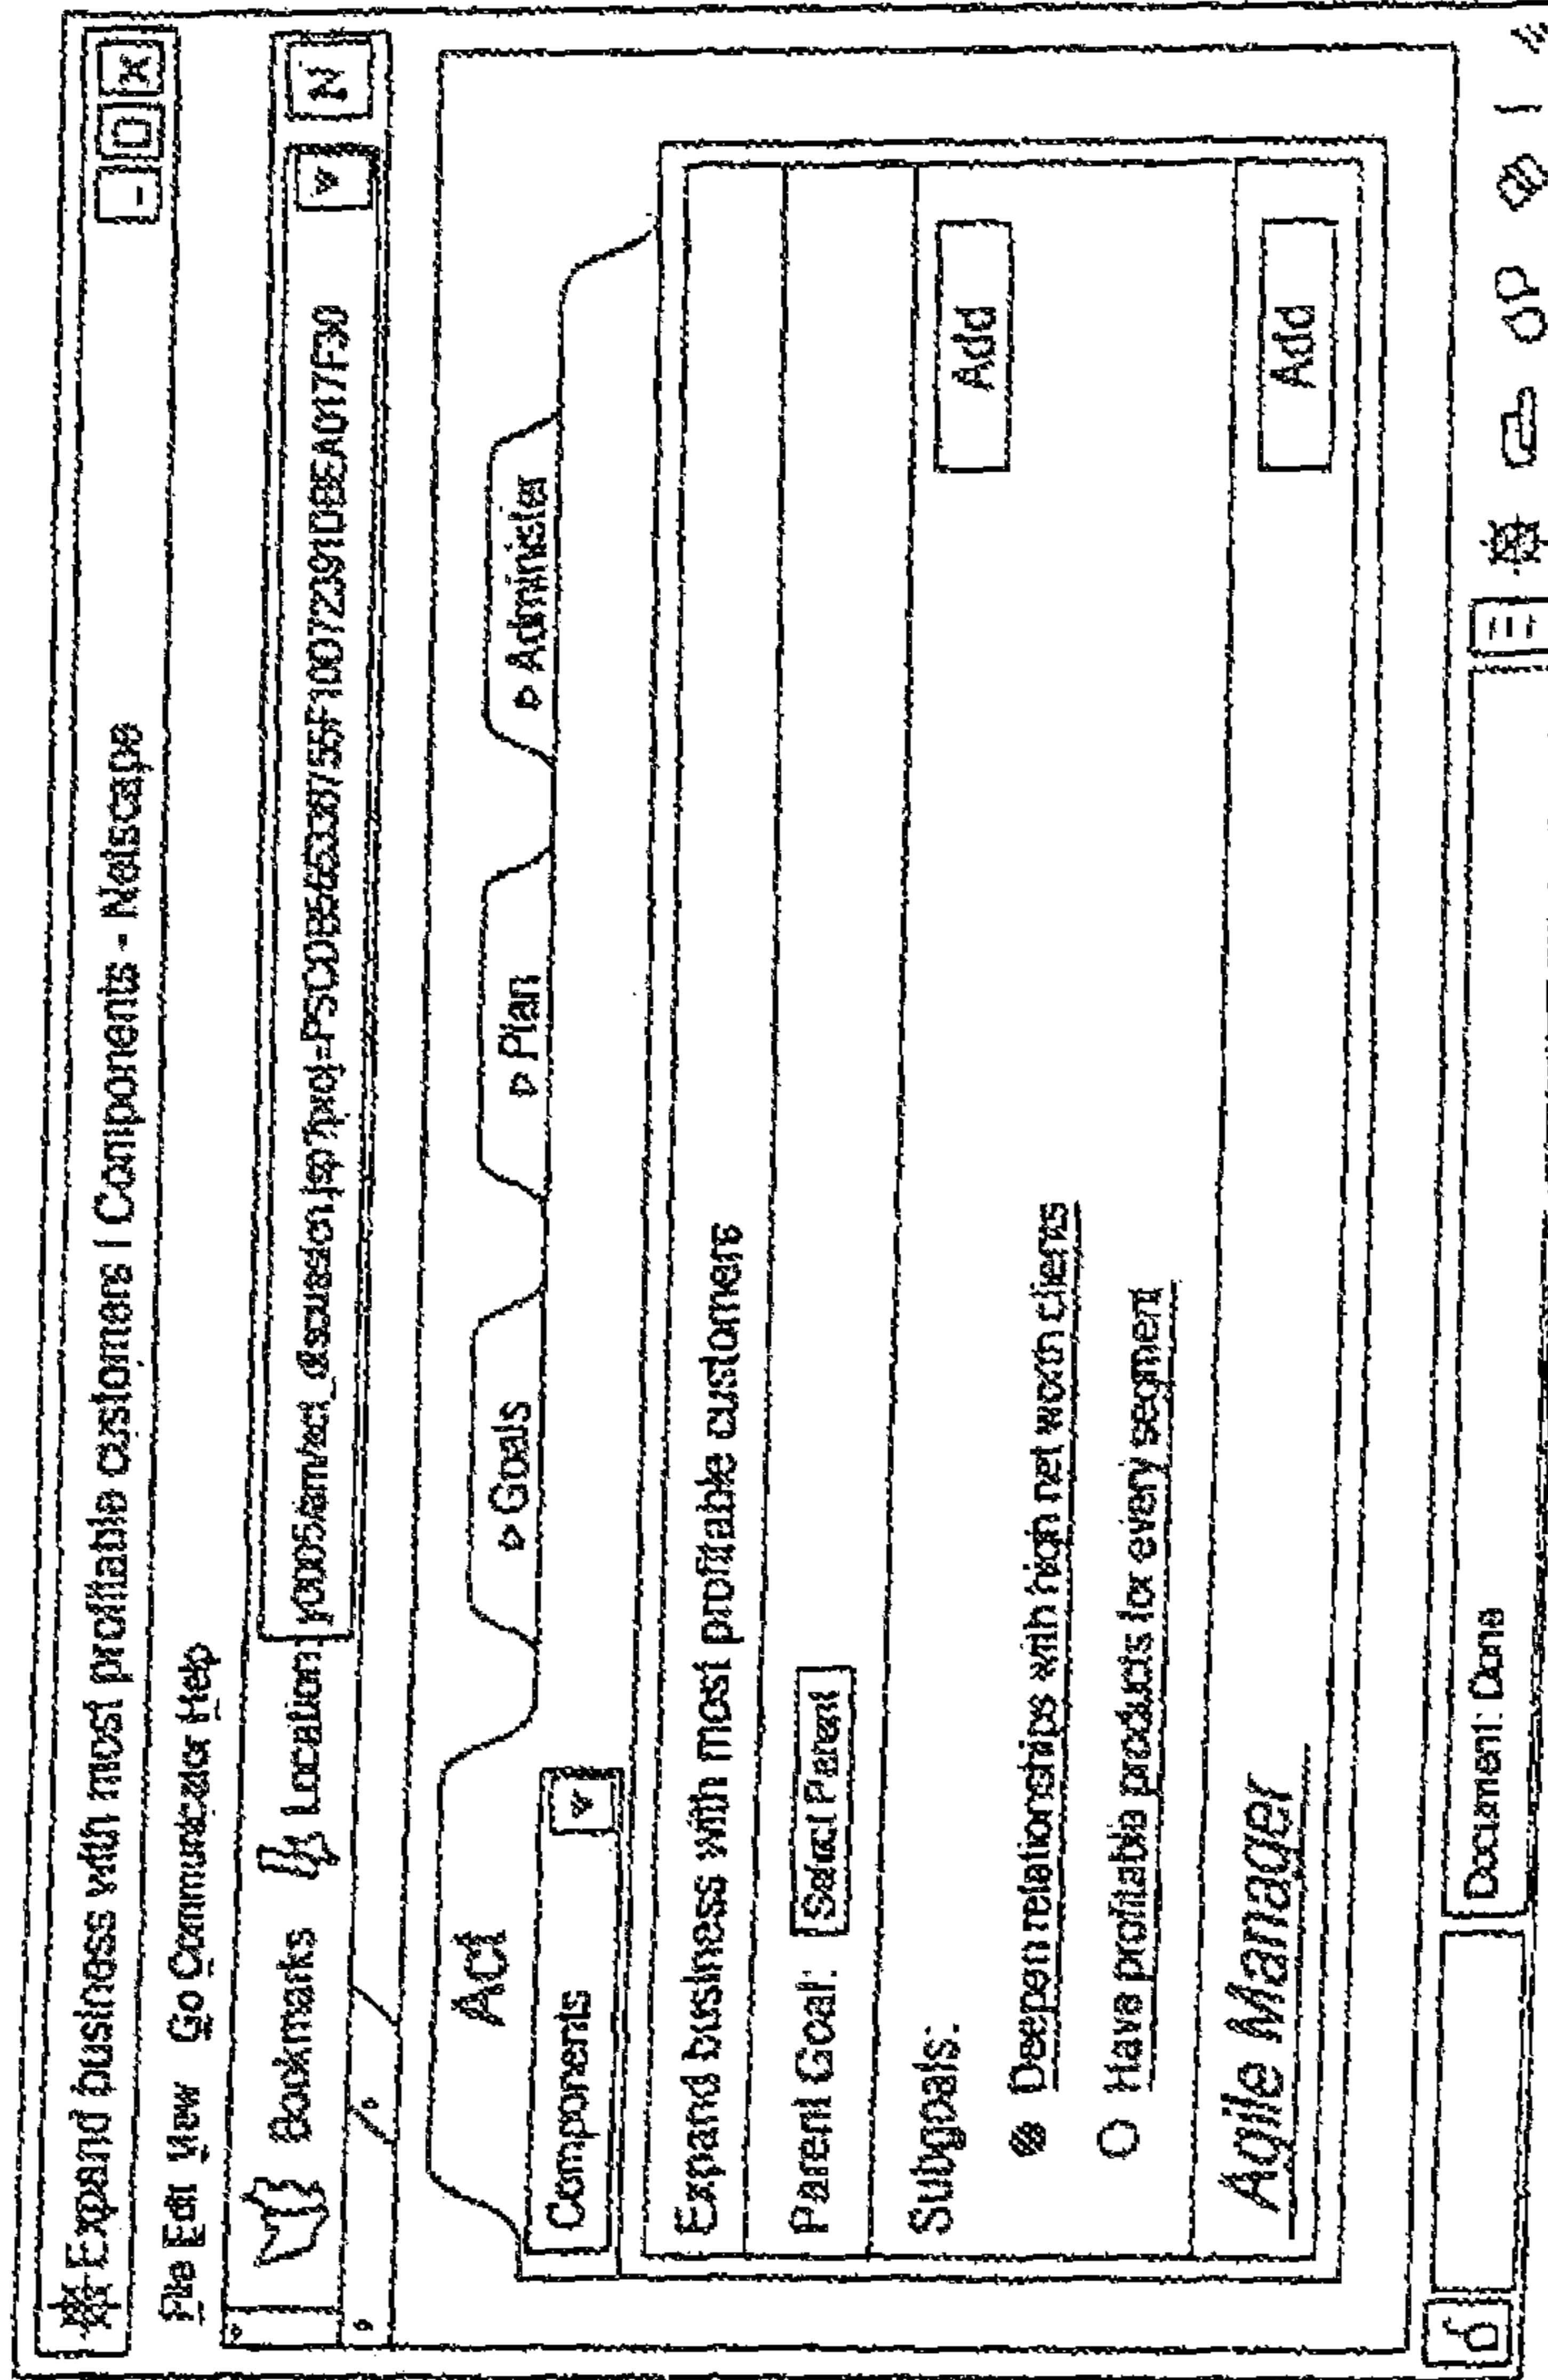 Expand business with most profitable customers | Components - Netscape
File Edit View Go Communicator Help
Bookmarks Location
Act
▷ Goals
▷ Plan
▷ Administer
Components
Expand business with most profitable customers
Parent Goal: Select Parent
Subgoals: Add
Deepen relationships with high net worth clients
Have profitable products for every segment
Agile Manager Add
Document: Done